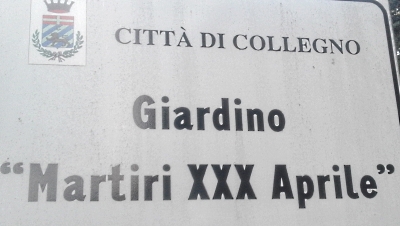 CITTÀ DI COLLEGNO
Giardino
“Martiri XXX Aprile”